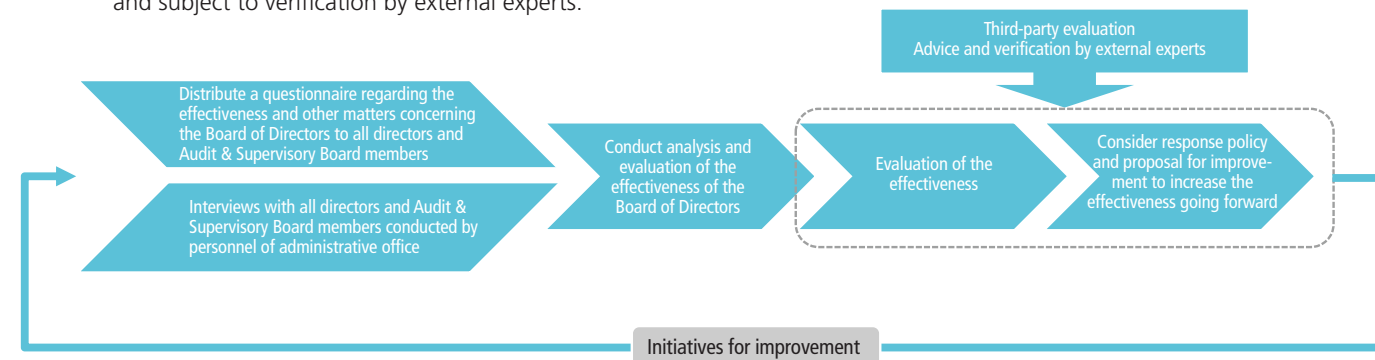 and subject to verification by external experts.
Third-party evaluation
Advice and verification by external experts
Distribute a questionnaire regarding the
effectiveness and other matters concerning
the Board of Directors to all directors and
Audit & Supervisory Board members
Interviews with all directors and Audit &
Supervisory Board members conducted by
personnel of administrative office
Conduct analysis and
evaluation of the
effectiveness of the
Board of Directors
Evaluation of the
effectiveness
Consider response policy
and proposal for improve-
ment to increase the
effectiveness going forward
Initiatives for improvement